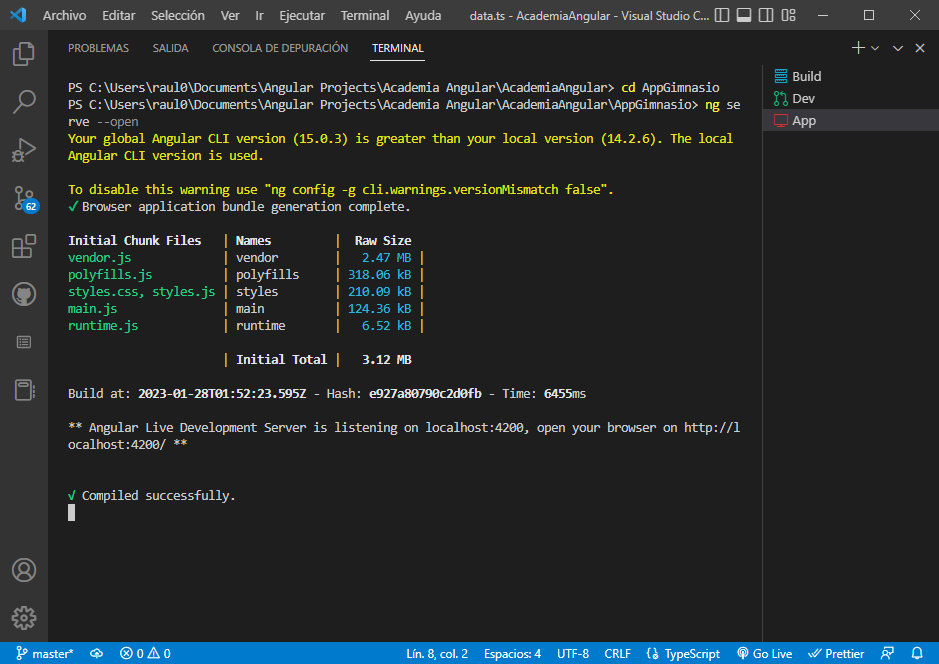 Archivo Editar Selección Ver Ir Ejecutar Terminal Ayuda data.ts - AcademiaAngular - Visual Studio C...
PROBLEMAS SALIDA CONSOLA DE DEPURACIÓN TERMINAL
PS C:\Users\raul0\Documents\Angular Projects\Academia Angular\AcademiaAngular> cd AppGimnasio
PS C:\Users\raul0\Documents\Angular Projects\Academia Angular\AcademiaAngular\AppGimnasio> ng se
rve --open
Your global Angular CLI version (15.0.3) is greater than your local version (14.2.6). The local
Angular CLI version is used.
To disable this warning use "ng config -g cli.warnings.versionMismatch false".
✓ Browser application bundle generation complete.
Initial Chunk Files | Names | Raw Size
vendor.js | vendor | 2.47 MB |
polyfills.js | polyfills | 318.06 kB |
styles.css, styles.js | styles | 210.09 kB |
main.js | main | 124.36 kB |
runtime.js | runtime | 6.52 kB |
| Initial Total | 3.12 MB
Build at: 2023-01-28T01:52:23.595Z - Hash: e927a80790c2d0fb - Time: 6455ms
** Angular Live Development Server is listening on localhost:4200, open your browser on http://l
ocalhost:4200/ **
√ Compiled successfully.
Build
Dev
App
62
master* 0 0 Lín. 8, col. 2 Espacios: 4 UTF-8 CRLF TypeScript Go Live Prettier